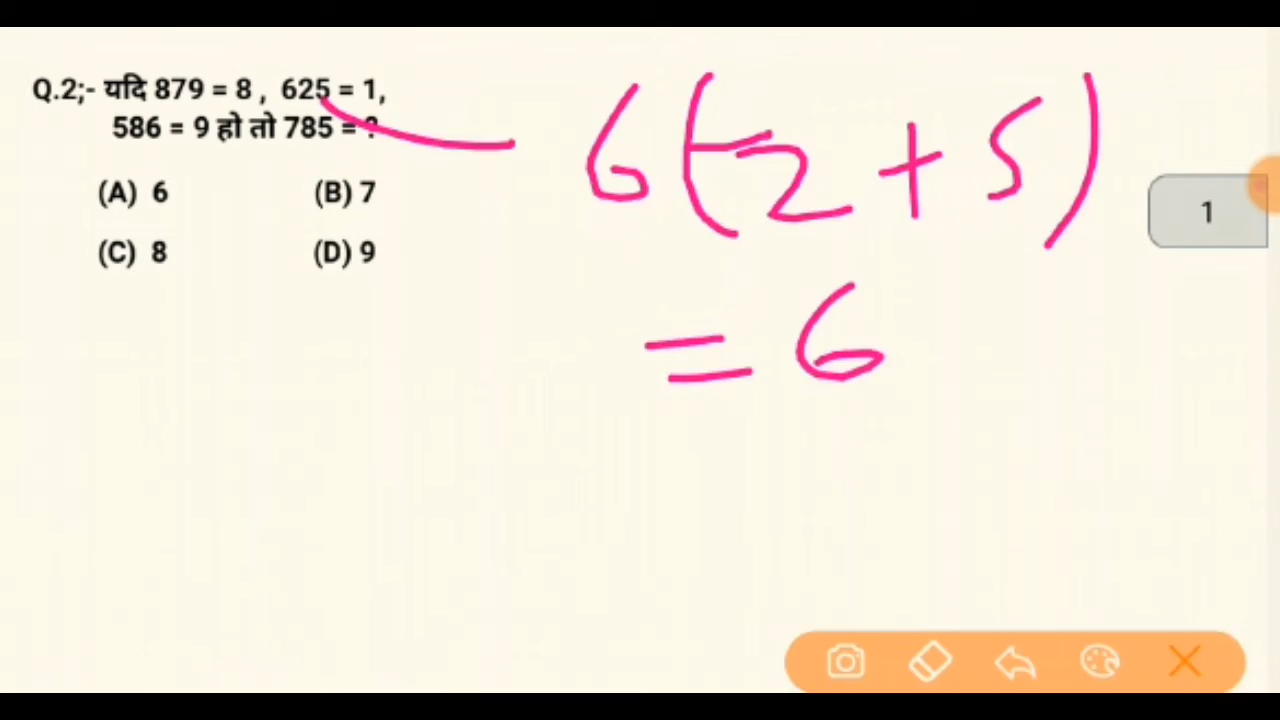 Q.2;- यदि 879 = 8 , 625 = 1,
586 = 9 हो तो 785 = ?
(A) 6 (B) 7
(C) 8 (D) 9
6(-2+5)
= 6
1